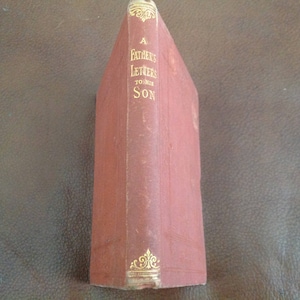 A
FATHER'S
LETTERS
TO HIS
SON